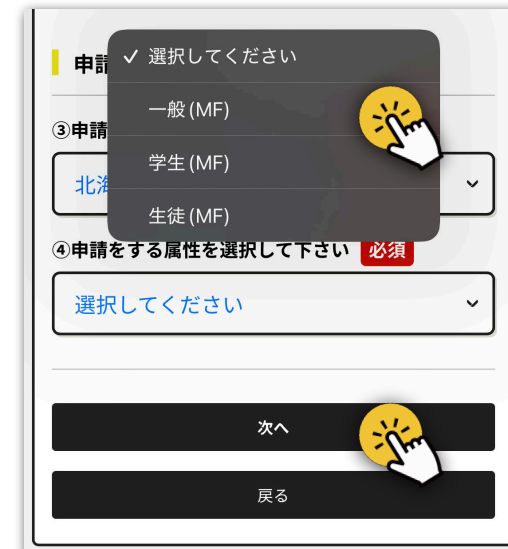 申請
✓ 選択してください
一般(MF)
③申請
学生(MF)
北海
生徒(MF)
④申請をする属性を選択して下さい 必須
選択してください
次へ
戻る